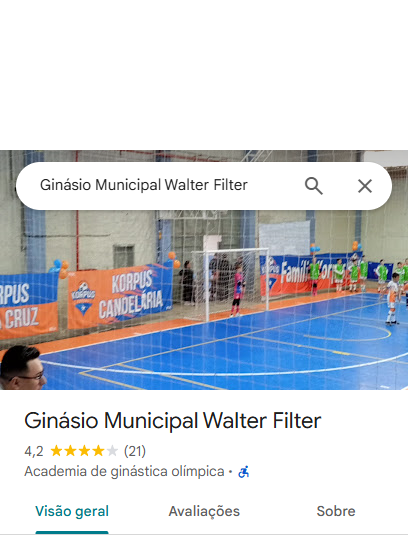 Ginásio Municipal Walter Filter
RPUS
A CRUZ
KORPUS
KORPUS
CANDELÁRIA
Família Kor
Ginásio Municipal Walter Filter
4,2 (21)
Academia de ginástica olímpica ·
Visão geral Avaliações Sobre